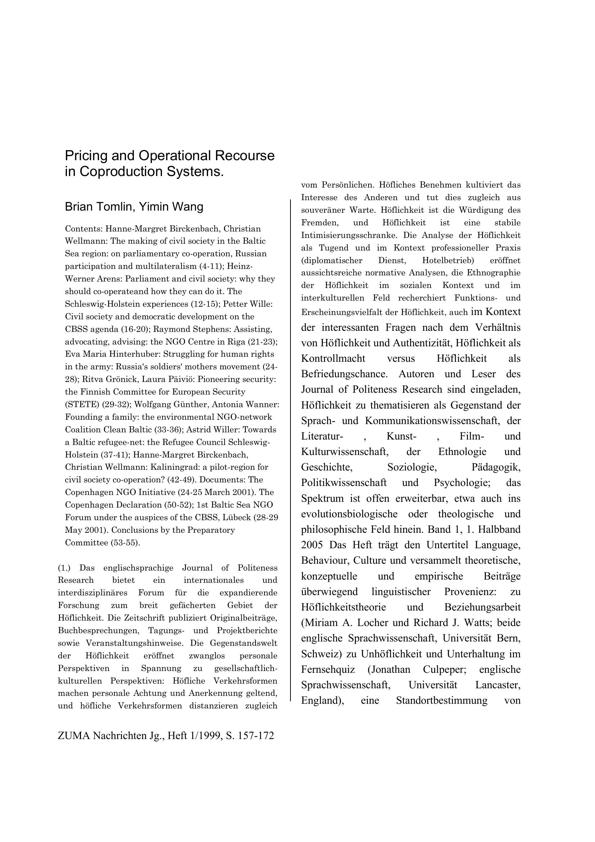 Pricing and Operational Recourse
in Coproduction Systems.
Brian Tomlin, Yimin Wang
Contents: Hanne-Margret Birckenbach, Christian
Wellmann: The making of civil society in the Baltic
Sea region: on parliamentary co-operation, Russian
participation and multilateralism (4-11); Heinz-
Werner Arens: Parliament and civil society: why they
should co-operateand how they can do it. The
Schleswig-Holstein experiences (12-15); Petter Wille:
Civil society and democratic development on the
CBSS agenda (16-20); Raymond Stephens: Assisting,
advocating, advising: the NGO Centre in Riga (21-23);
Eva Maria Hinterhuber: Struggling for human rights
in the army: Russia's soldiers' mothers movement (24-
28); Ritva Grönick, Laura Päiviö: Pioneering security:
the Finnish Committee for European Security
(STETE) (29-32); Wolfgang Günther, Antonia Wanner:
Founding a family: the environmental NGO-network
Coalition Clean Baltic (33-36); Astrid Willer: Towards
a Baltic refugee-net: the Refugee Council Schleswig-
Holstein (37-41); Hanne-Margret Birckenbach,
Christian Wellmann: Kaliningrad: a pilot-region for
civil society co-operation? (42-49). Documents: The
Copenhagen NGO Initiative (24-25 March 2001). The
Copenhagen Declaration (50-52); 1st Baltic Sea NGO
Forum under the auspices of the CBSS, Lübeck (28-29
May 2001). Conclusions by the Preparatory
Committee (53-55).
(1.) Das englischsprachige Journal of Politeness
Research bietet ein internationales und
interdisziplinäres Forum für die expandierende
Forschung zum breit gefächerten Gebiet der
Höflichkeit. Die Zeitschrift publiziert Originalbeiträge,
Buchbesprechungen, Tagungs- und Projektberichte
sowie Veranstaltungshinweise. Die Gegenstandswelt
der Höflichkeit eröffnet zwanglos personale
Perspektiven in Spannung zu gesellschaftlich-
kulturellen Perspektiven: Höfliche Verkehrsformen
machen personale Achtung und Anerkennung geltend,
und höfliche Verkehrsformen distanzieren zugleich
vom Persönlichen. Höfliches Benehmen kultiviert das
Interesse des Anderen und tut dies zugleich aus
souveräner Warte. Höflichkeit ist die Würdigung des
Fremden, und Höflichkeit ist eine stabile
Intimisierungsschranke. Die Analyse der Höflichkeit
als Tugend und im Kontext professioneller Praxis
(diplomatischer Dienst, Hotelbetrieb) eröffnet
aussichtsreiche normative Analysen, die Ethnographie
der Höflichkeit im sozialen Kontext und im
interkulturellen Feld recherchiert Funktions- und
Erscheinungsvielfalt der Höflichkeit, auch im Kontext
der interessanten Fragen nach dem Verhältnis
von Höflichkeit und Authentizität, Höflichkeit als
Kontrollmacht versus Höflichkeit als
Befriedungschance. Autoren und Leser des
Journal of Politeness Research sind eingeladen,
Höflichkeit zu thematisieren als Gegenstand der
Sprach- und Kommunikationswissenschaft, der
Literatur- , Kunst- , Film- und
Kulturwissenschaft, der Ethnologie und
Geschichte, Soziologie, Pädagogik,
Politikwissenschaft und Psychologie; das
Spektrum ist offen erweiterbar, etwa auch ins
evolutionsbiologische oder theologische und
philosophische Feld hinein. Band 1, 1. Halbband
2005 Das Heft trägt den Untertitel Language,
Behaviour, Culture und versammelt theoretische,
konzeptuelle und empirische Beiträge
überwiegend linguistischer Provenienz: zu
Höflichkeitstheorie und Beziehungsarbeit
(Miriam A. Locher und Richard J. Watts; beide
englische Sprachwissenschaft, Universität Bern,
Schweiz) zu Unhöflichkeit und Unterhaltung im
Fernsehquiz (Jonathan Culpeper; englische
Sprachwissenschaft, Universität Lancaster,
England), eine Standortbestimmung von
ZUMA Nachrichten Jg., Heft 1/1999, S. 157-172